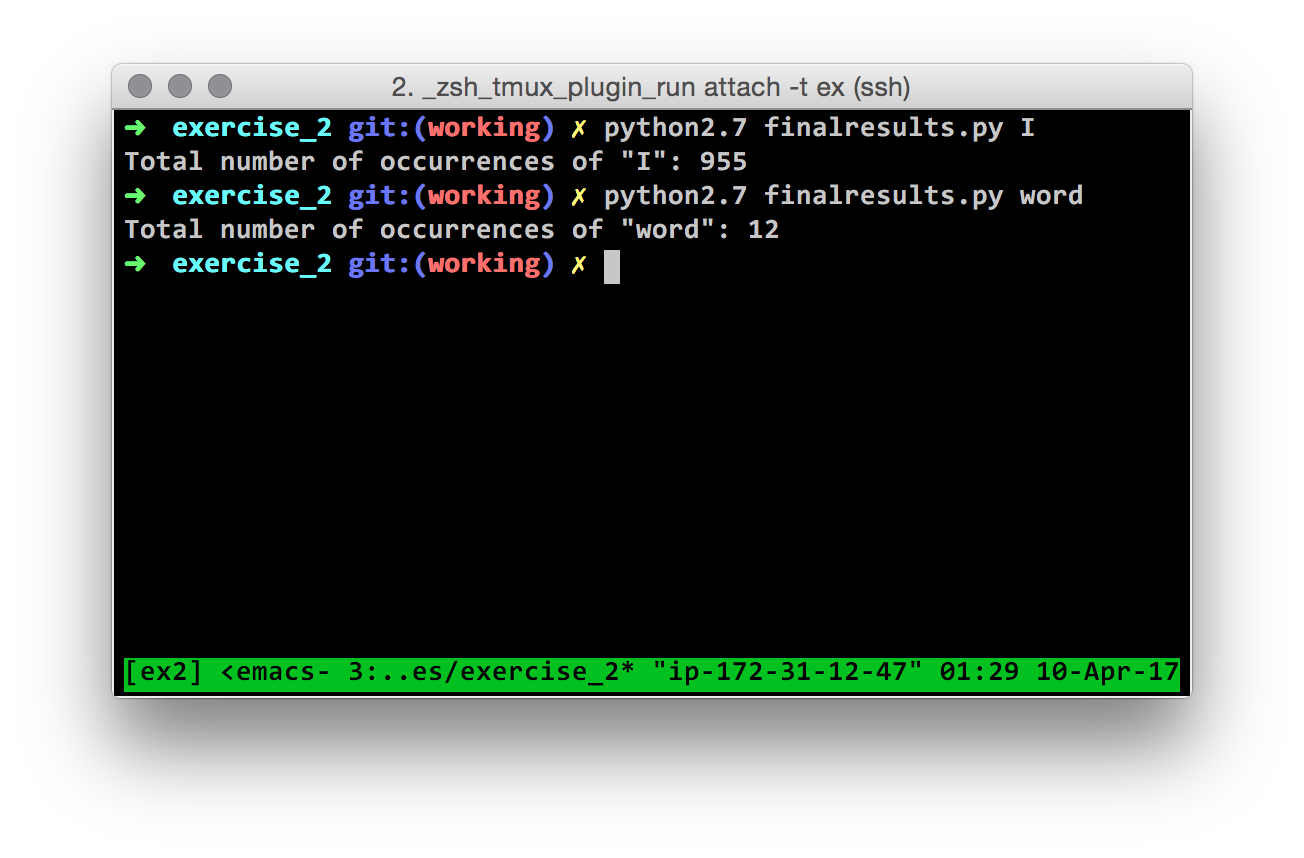 2. _zsh_tmux_plugin_run attach -t ex (ssh)
➜  exercise_2 git:(working) ✗ python2.7 finalresults.py I
Total number of occurrences of "I": 955
➜  exercise_2 git:(working) ✗ python2.7 finalresults.py word
Total number of occurrences of "word": 12
➜  exercise_2 git:(working) ✗
[ex2] <emacs- 3:..es/exercise_2* "ip-172-31-12-47" 01:29 10-Apr-17